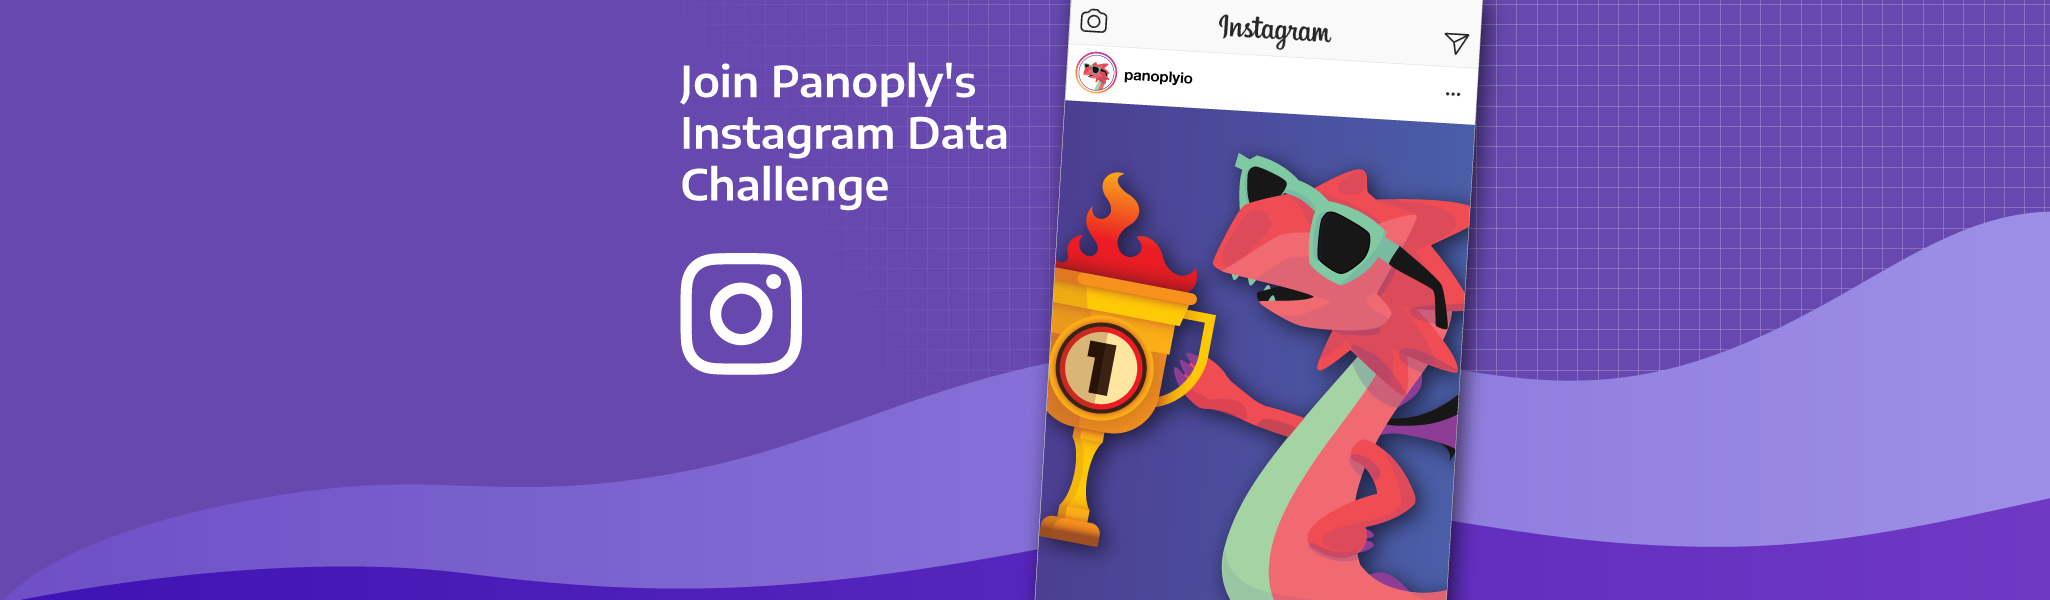 Join Panoply's
Instagram Data
Challenge
Instagram
panoplyio
1